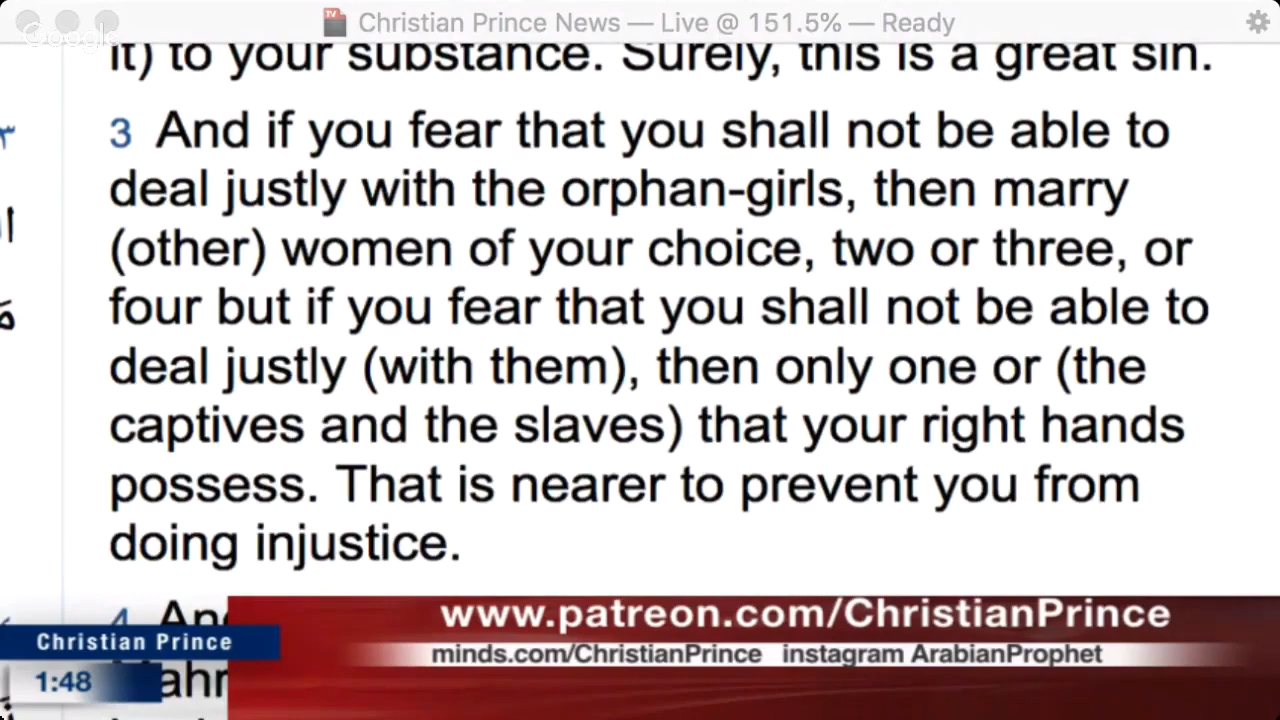 Christian Prince News — Live @ 151.5% — Ready
Google
it) to your substance. Surely, this is a great sin.
3 And if you fear that you shall not be able to
deal justly with the orphan-girls, then marry
(other) women of your choice, two or three, or
four but if you fear that you shall not be able to
deal justly (with them), then only one or (the
captives and the slaves) that your right hands
possess. That is nearer to prevent you from
doing injustice.
4
www.patreon.com/ChristianPrince
Christian Prince
minds.com/ChristianPrince instagram ArabianProphet
1:48